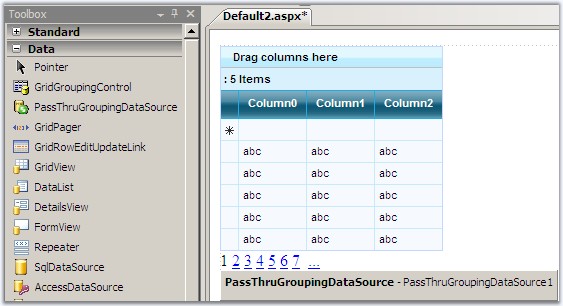 Toolbox
Standard
Data
Pointer
GridGroupingControl
PassThruGroupingDataSource
GridPager
GridRowEditUpdateLink
GridView
DataList
DetailsView
FormView
Repeater
SqlDataSource
AccessDataSource
Default2.aspx*
Drag columns here
: 5 Items
Column0 Column1 Column2
*
abc abc abc
abc abc abc
abc abc abc
abc abc abc
abc abc abc
1 2 3 4 5 6 7 ...
PassThruGroupingDataSource - PassThruGroupingDataSource1